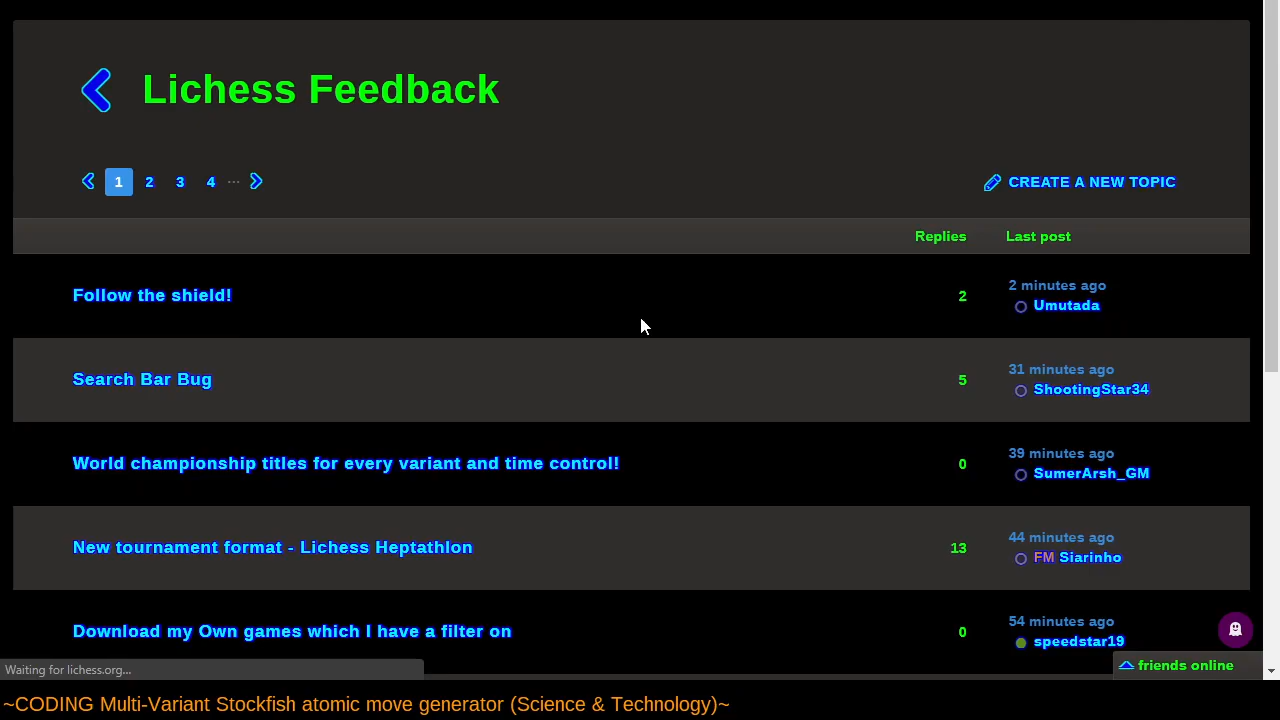 Lichess Feedback
1 2 3 4 ...
CREATE A NEW TOPIC
Replies Last post
Follow the shield! 2 2 minutes ago
Umutada
Search Bar Bug 5 31 minutes ago
ShootingStar34
World championship titles for every variant and time control! 0 39 minutes ago
SumerArsh_GM
New tournament format - Lichess Heptathlon 13 44 minutes ago
FM Siarinho
Download my Own games which I have a filter on 0 54 minutes ago
speedstar19
Waiting for lichess.org...
friends online
~CODING Multi-Variant Stockfish atomic move generator (Science & Technology)~